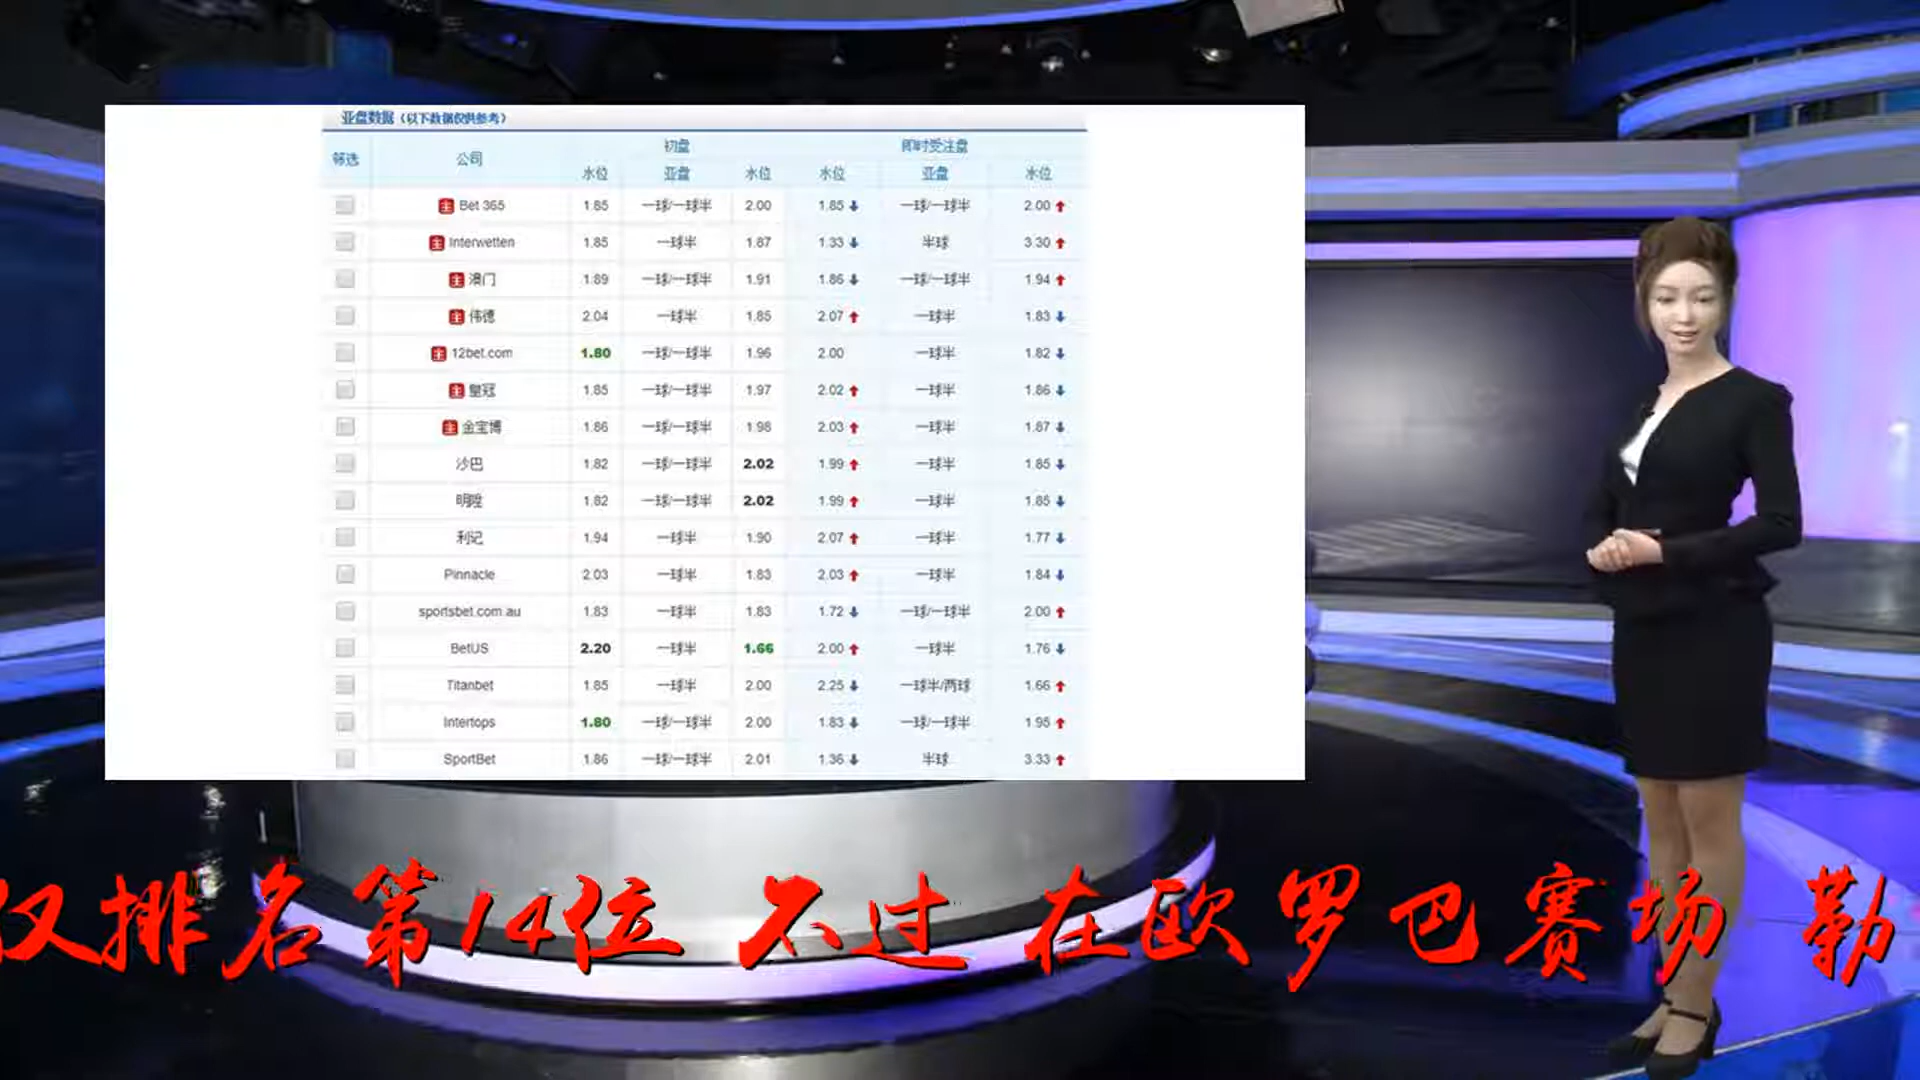 亚盘数据（以下数据仅供参考）
筛选 公司 初盘 即时受注盘
水位 亚盘 水位 水位 亚盘 水位
主 Bet 365 1.85 一球/一球半 2.00 1.85 ↓ 一球/一球半 2.00 ↑
主 Interwetten 1.85 一球半 1.87 1.33 ↓ 半球 3.30 ↑
主 澳门 1.89 一球/一球半 1.91 1.86 ↓ 一球/一球半 1.94 ↑
主 伟德 2.04 一球半 1.85 2.07 ↑ 一球半 1.83 ↓
主 12bet.com 1.80 一球/一球半 1.96 2.00 一球半 1.82 ↓
主 皇冠 1.85 一球/一球半 1.97 2.02 ↑ 一球半 1.86 ↓
主 金宝博 1.86 一球/一球半 1.98 2.03 ↑ 一球半 1.87 ↓
沙巴 1.82 一球/一球半 2.02 1.99 ↑ 一球半 1.85 ↓
明陞 1.82 一球/一球半 2.02 1.99 ↑ 一球半 1.85 ↓
利记 1.94 一球半 1.90 2.07 ↑ 一球半 1.77 ↓
Pinnacle 2.03 一球半 1.83 2.03 ↑ 一球半 1.84 ↓
sportsbet.com.au 1.83 一球半 1.83 1.72 ↓ 一球/一球半 2.00 ↑
BetUS 2.20 一球半 1.66 2.00 ↑ 一球半 1.76 ↓
Titanbet 1.85 一球半 2.00 2.25 ↓ 一球半/两球 1.66 ↑
Intertops 1.80 一球/一球半 2.00 1.83 ↓ 一球/一球半 1.95 ↑
SportBet 1.86 一球/一球半 2.01 1.36 ↓ 半球 3.33 ↑
仅排名第14位 不过 在欧罗巴赛场 勒